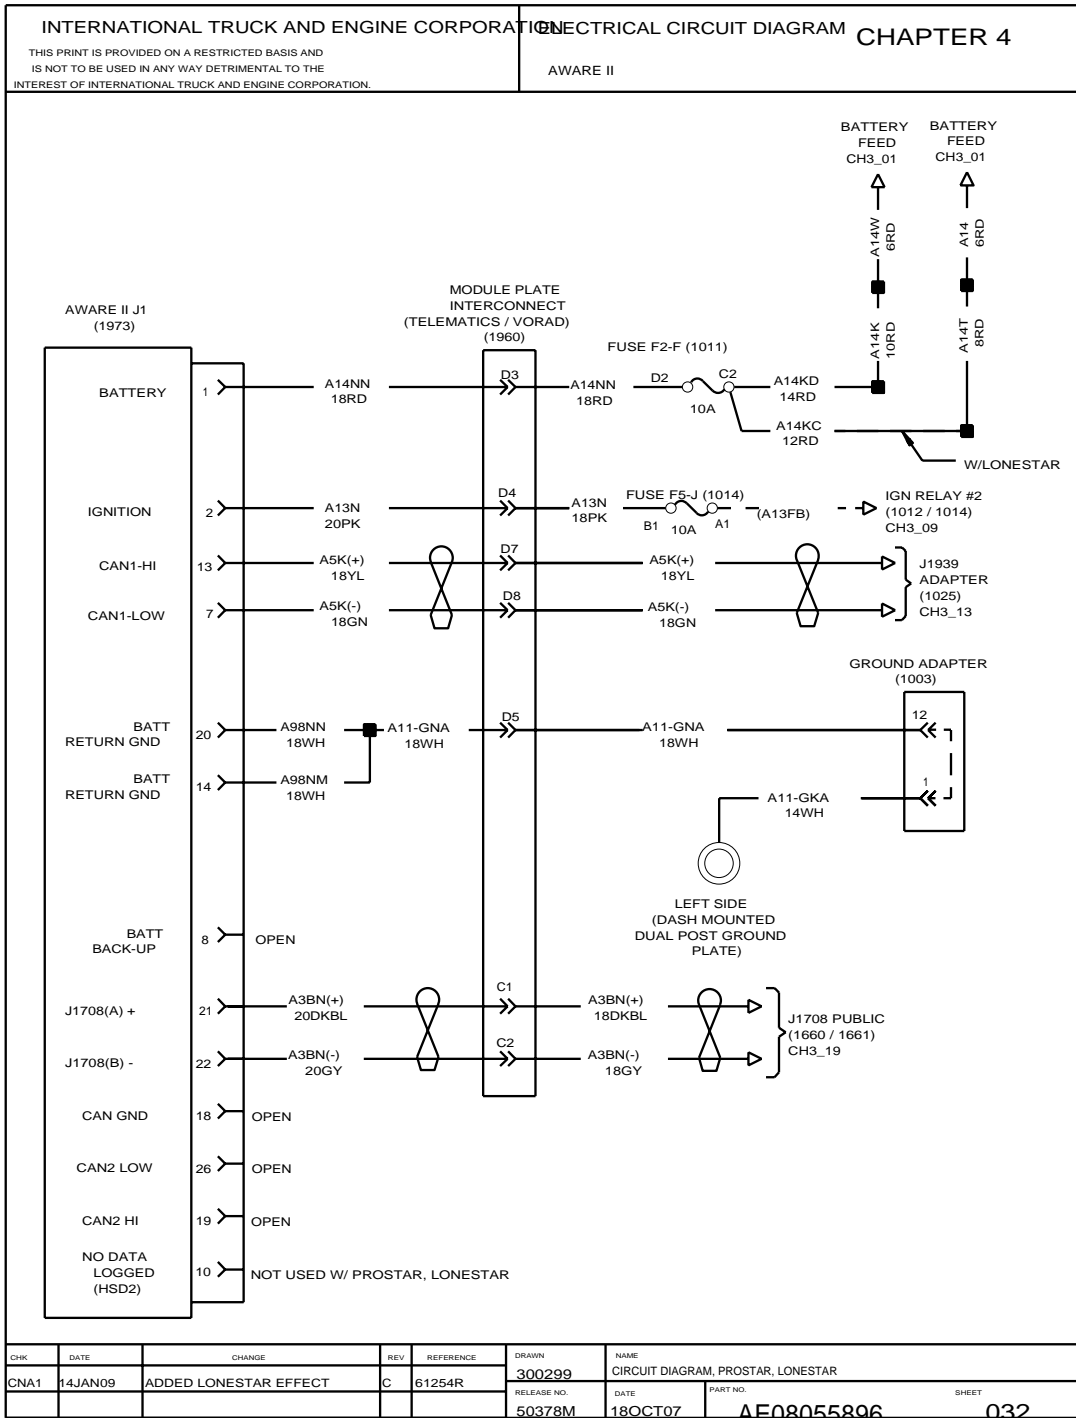 INTERNATIONAL TRUCK AND ENGINE CORPORATION
THIS PRINT IS PROVIDED ON A RESTRICTED BASIS AND
IS NOT TO BE USED IN ANY WAY DETRIMENTAL TO THE
INTEREST OF INTERNATIONAL TRUCK AND ENGINE CORPORATION.
ELECTRICAL CIRCUIT DIAGRAM
CHAPTER 4
AWARE II
BATTERY
FEED
CH3_01
BATTERY
FEED
CH3_01
A14W
6RD
A14
6RD
A14K
10RD
A14T
8RD
AWARE II J1
(1973)
MODULE PLATE
INTERCONNECT
(TELEMATICS / VORAD)
(1960)
FUSE F2-F (1011)
BATTERY
1
A14NN
18RD
D3
A14NN
18RD
D2
C2
10A
A14KD
14RD
A14KC
12RD
W/LONESTAR
IGNITION
2
A13N
20PK
D4
A13N
18PK
FUSE F5-J (1014)
B1
10A
A1
(A13FB)
IGN RELAY #2
(1012 / 1014)
CH3_09
CAN1-HI
13
A5K(+)
18YL
D7
A5K(+)
18YL
CAN1-LOW
7
A5K(-)
18GN
D8
A5K(-)
18GN
J1939
ADAPTER
(1025)
CH3_13
GROUND ADAPTER
(1003)
BATT
RETURN GND
20
A98NN
18WH
A11-GNA
18WH
D5
A11-GNA
18WH
12
BATT
RETURN GND
14
A98NM
18WH
A11-GKA
14WH
1
LEFT SIDE
(DASH MOUNTED
DUAL POST GROUND
PLATE)
BATT
BACK-UP
8
OPEN
J1708(A) +
21
A3BN(+)
20DKBL
C1
A3BN(+)
18DKBL
J1708(B) -
22
A3BN(-)
20GY
C2
A3BN(-)
18GY
J1708 PUBLIC
(1660 / 1661)
CH3_19
CAN GND
18
OPEN
CAN2 LOW
26
OPEN
CAN2 HI
19
OPEN
NO DATA
LOGGED
(HSD2)
10
NOT USED W/ PROSTAR, LONESTAR
CHK DATE CHANGE REV REFERENCE
CNA1 14JAN09 ADDED LONESTAR EFFECT C 61254R
DRAWN
300299
NAME
CIRCUIT DIAGRAM, PROSTAR, LONESTAR
RELEASE NO.
50378M
DATE
18OCT07
PART NO.
AE08055896
SHEET
032